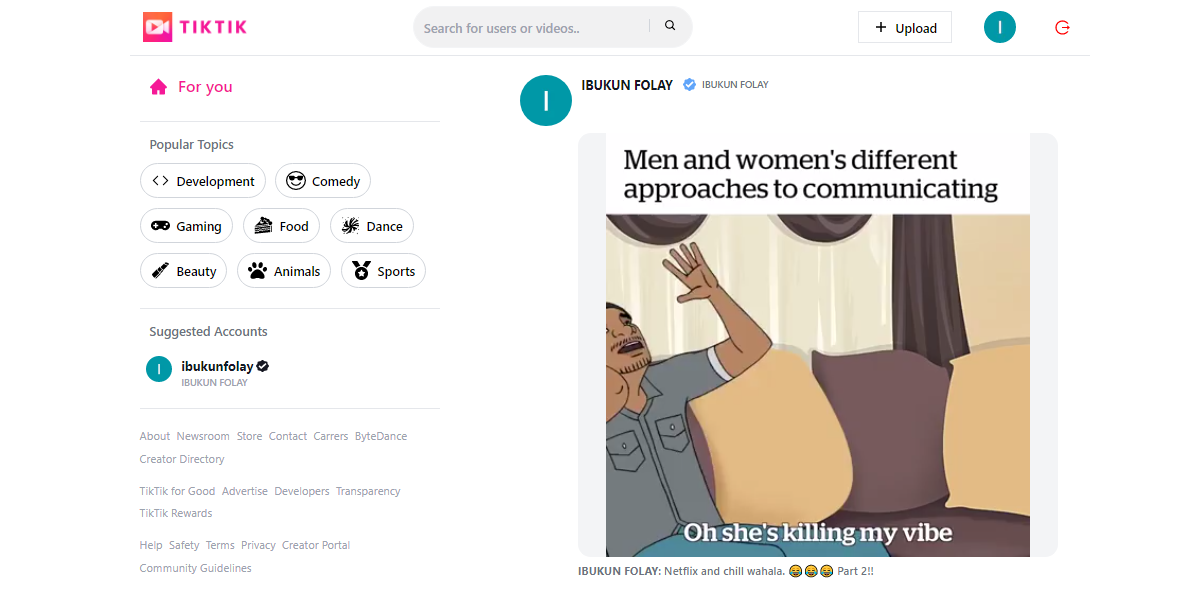 TIKTIK
Search for users or videos..
+ Upload
I
For you
Popular Topics
Development
Comedy
Gaming
Food
Dance
Beauty
Animals
Sports
Suggested Accounts
I
ibukunfolay
IBUKUN FOLAY
About Newsroom Store Contact Carrers ByteDance
Creator Directory
TikTik for Good Advertise Developers Transparency
TikTik Rewards
Help Safety Terms Privacy Creator Portal
Community Guidelines
I
IBUKUN FOLAY IBUKUN FOLAY
Men and women's different
approaches to communicating
Oh she's killing my vibe
IBUKUN FOLAY: Netflix and chill wahala. 😂😂😂 Part 2!!